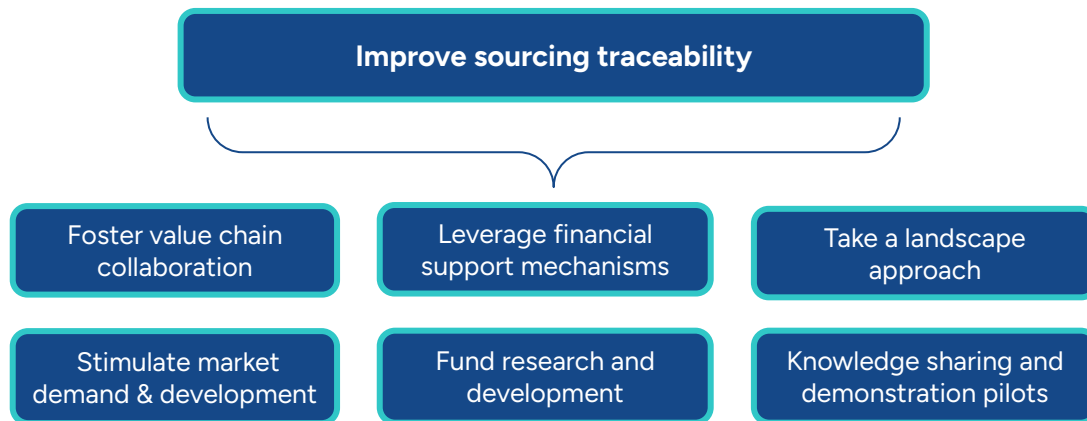 Improve sourcing traceability
Foster value chain
collaboration
Leverage financial
support mechanisms
Take a landscape
approach
Stimulate market
demand & development
Fund research and
development
Knowledge sharing and
demonstration pilots